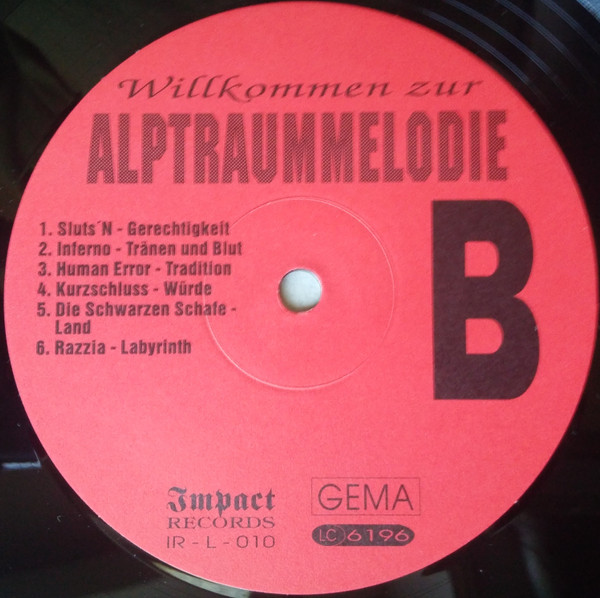 Willkommen zur
ALPTRAUMMELODIE
B
1. Sluts´N - Gerechtigkeit
2. Inferno - Tränen und Blut
3. Human Error - Tradition
4. Kurzschluss - Würde
5. Die Schwarzen Schafe -
Land
6. Razzia - Labyrinth
Impact
RECORDS
IR - L - 010
GEMA
LC 6196